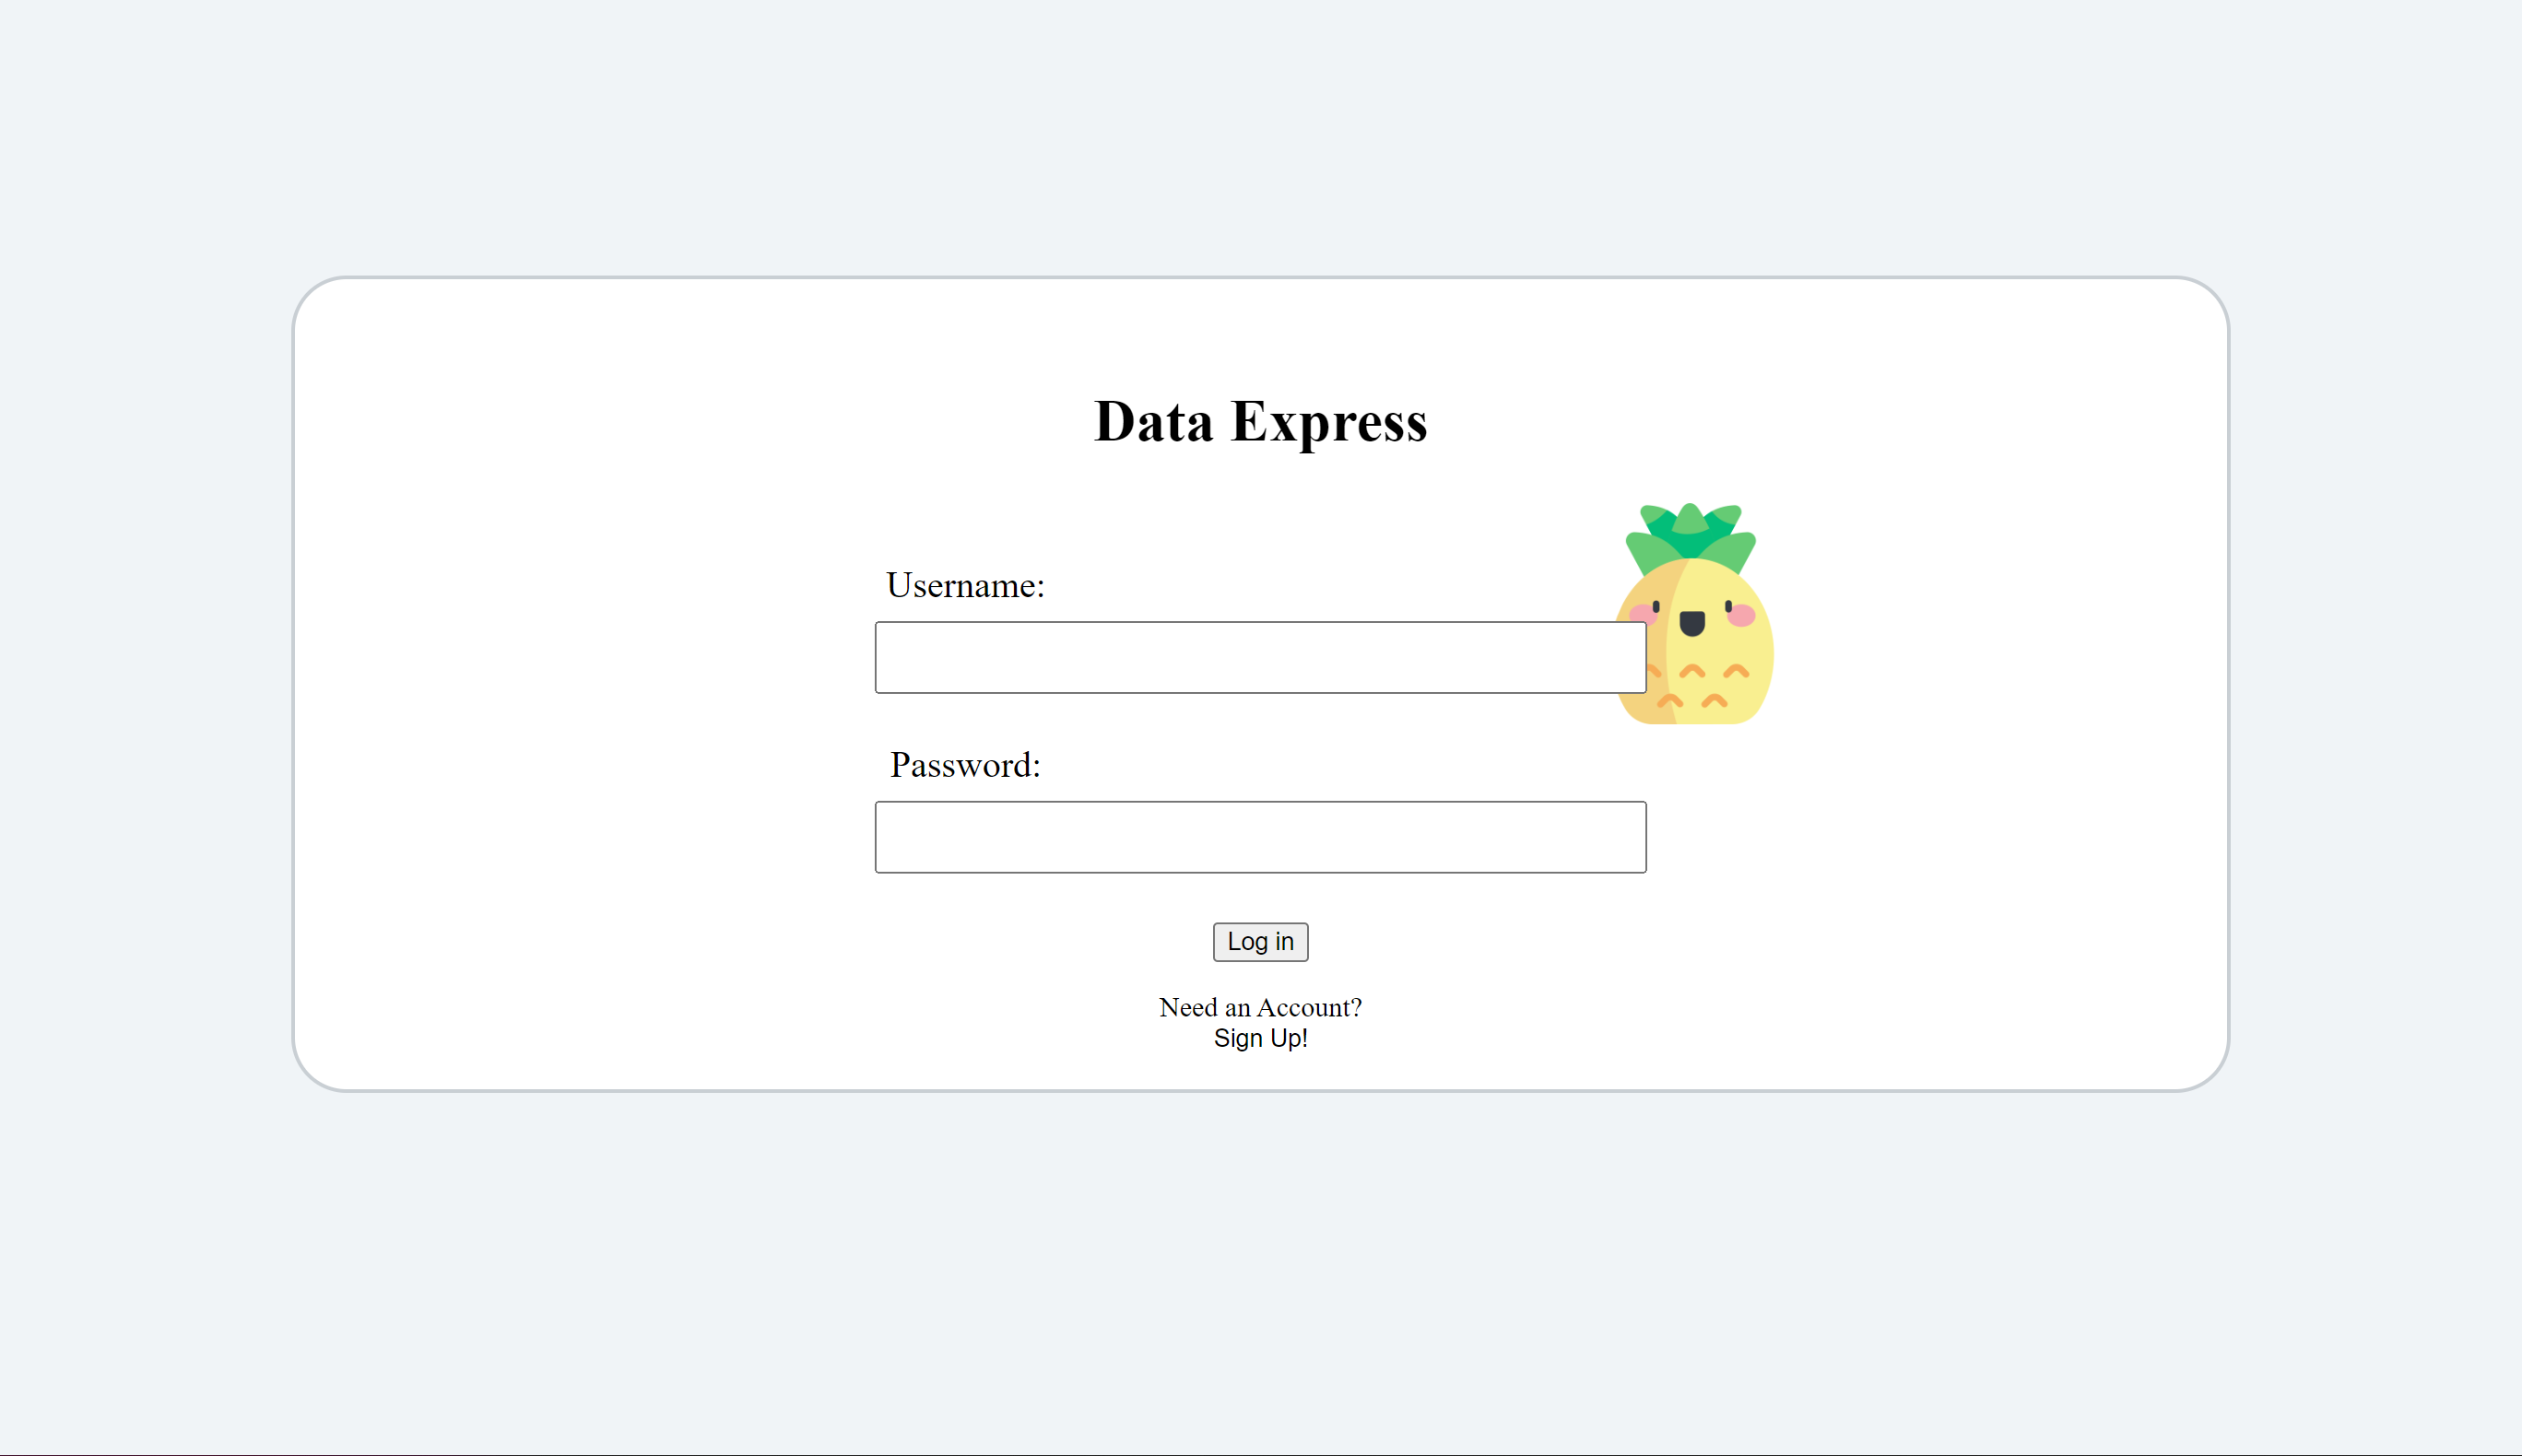 Data Express
Username:
Password:
Log in
Need an Account?
Sign Up!